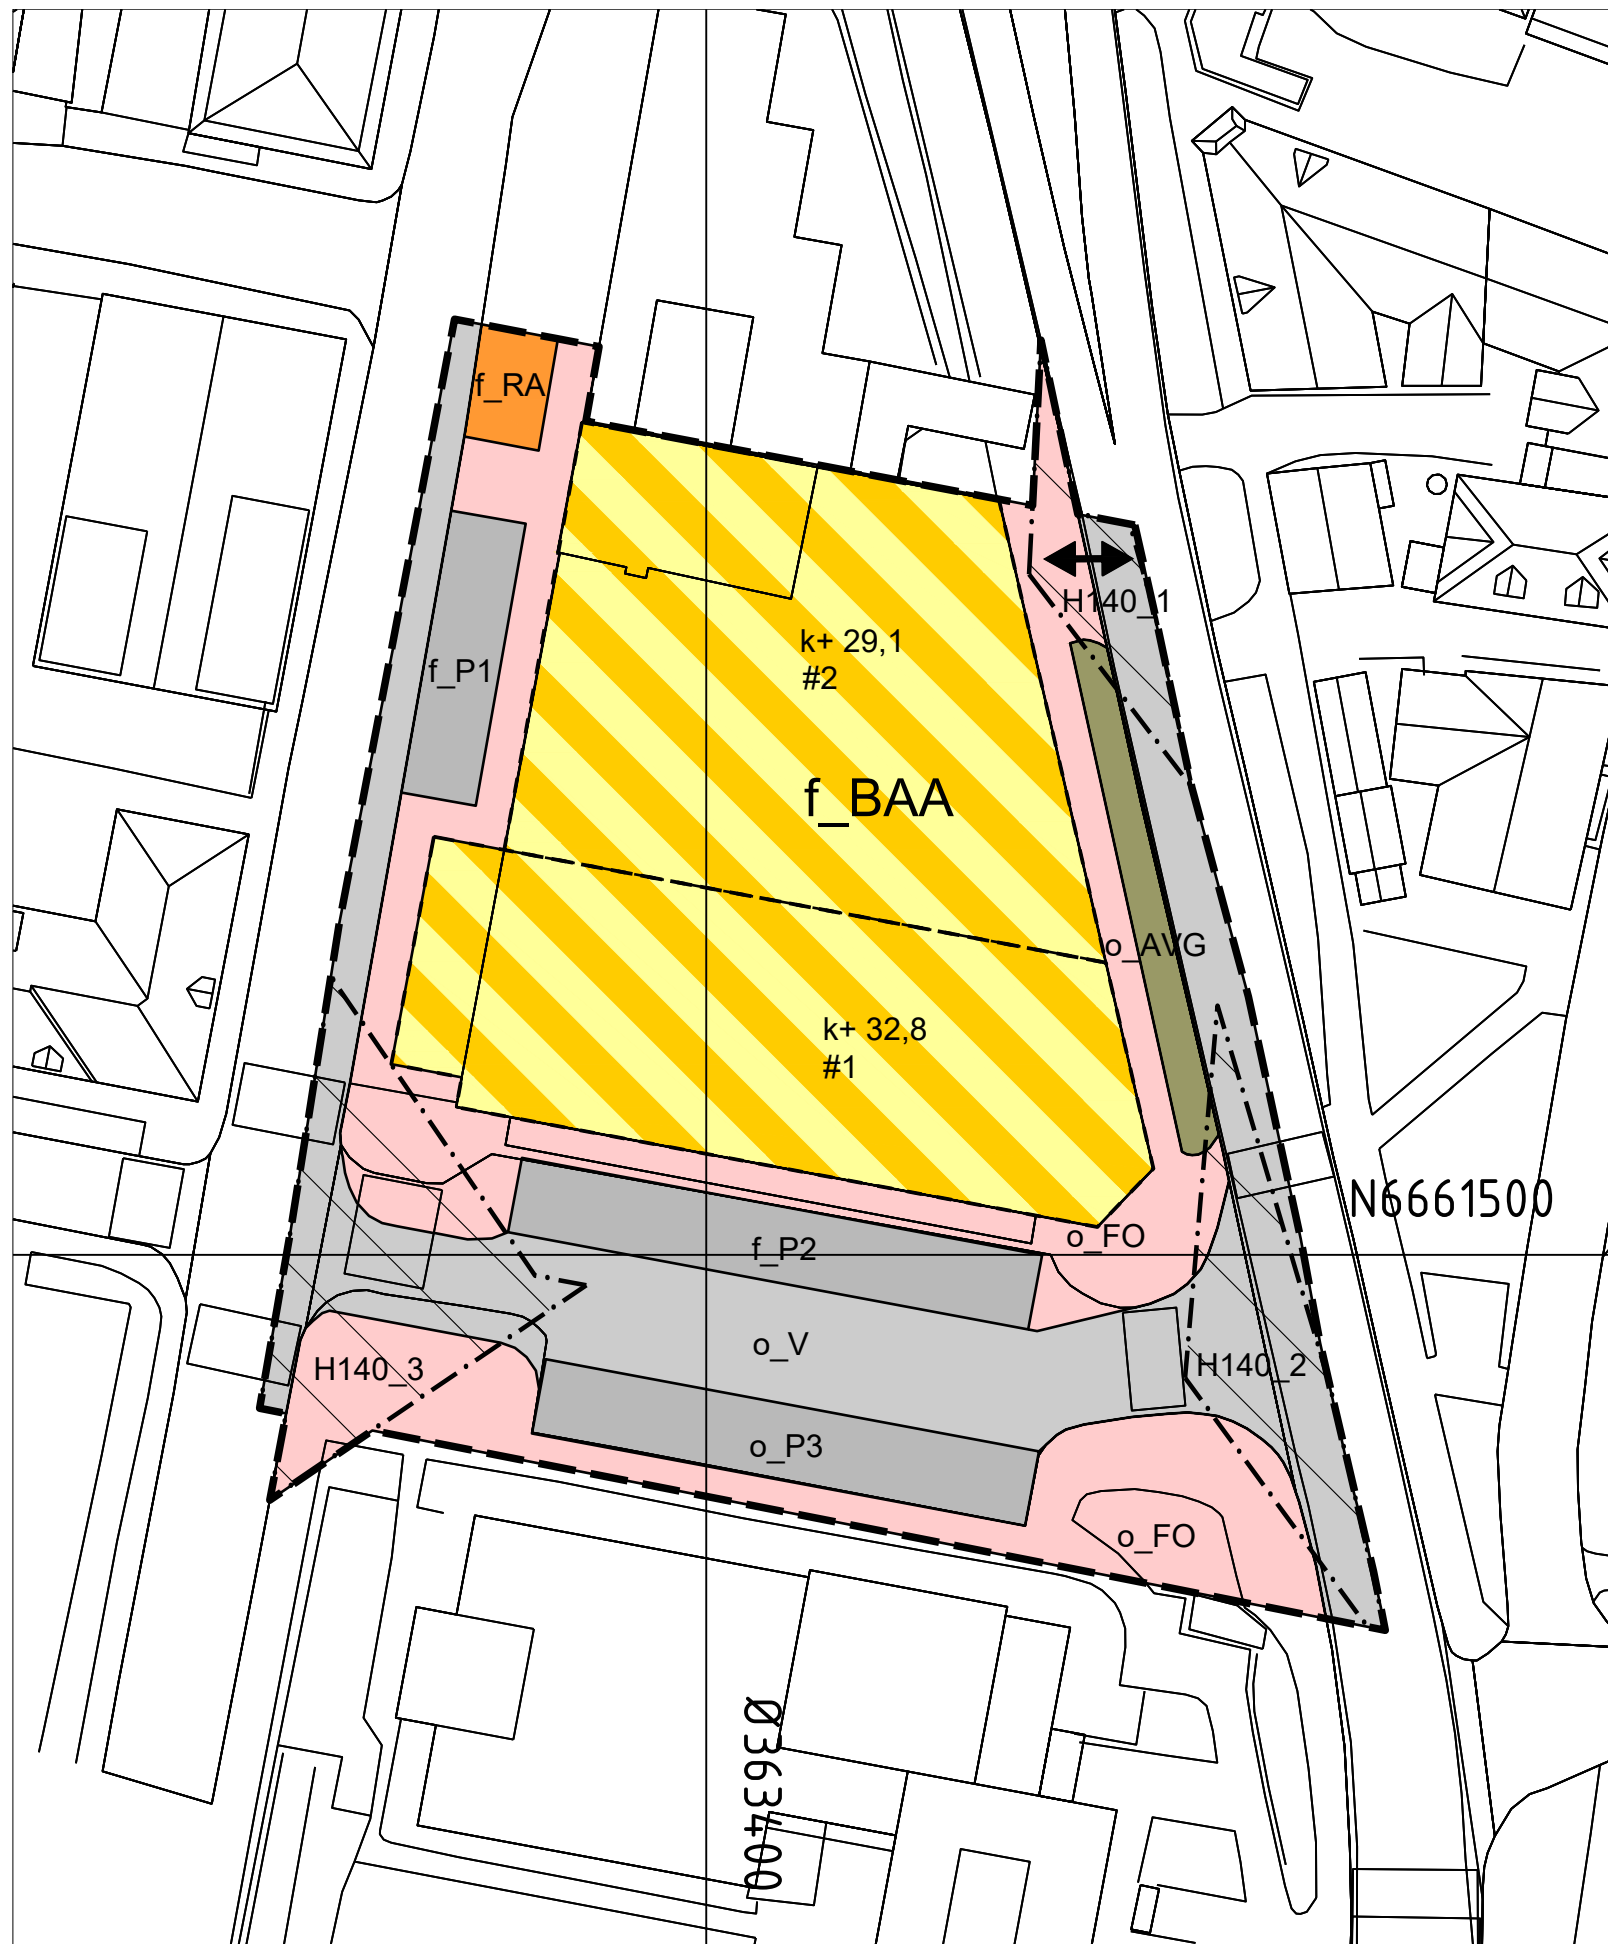 f_RA
H140_1
k+ 29,1
#2
f_P1
f_BAA
o_AVG
k+ 32,8
#1
N6661500
o_FO
f_P2
o_V
H140_3
H140_2
o_P3
o_FO
Ø363400